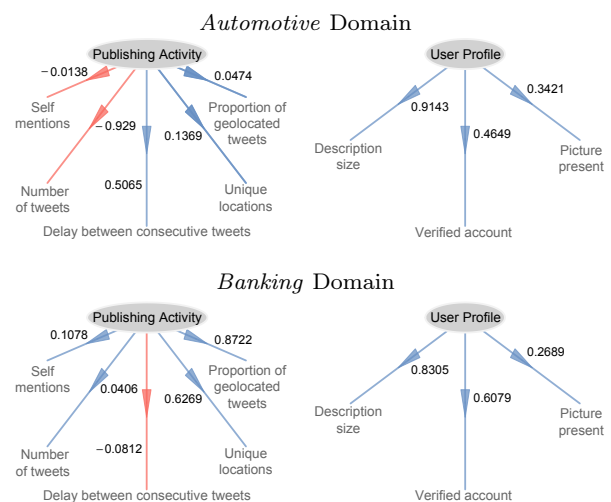 Automotive Domain
Publishing Activity
−0.0138
0.0474
Self
mentions
Proportion of
geolocated
tweets
−0.929
0.1369
0.5065
Number
of tweets
Unique
locations
Delay between consecutive tweets
User Profile
0.9143
0.3421
0.4649
Description
size
Picture
present
Verified account
Banking Domain
Publishing Activity
0.1078
0.8722
Self
mentions
Proportion of
geolocated
tweets
0.0406
0.6269
−0.0812
Number
of tweets
Unique
locations
Delay between consecutive tweets
User Profile
0.8305
0.2689
0.6079
Description
size
Picture
present
Verified account